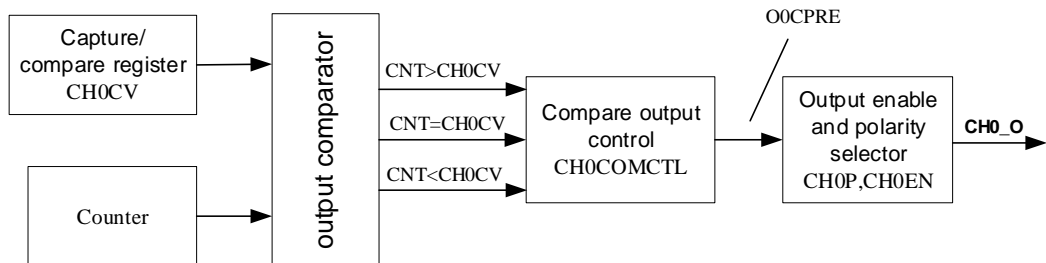 Capture/
compare register
CH0CV
Counter
output comparator
CNT>CH0CV
CNT=CH0CV
CNT<CH0CV
Compare output
control
CH0COMCTL
O0CPRE
Output enable
and polarity
selector
CH0P,CH0EN
CH0_O